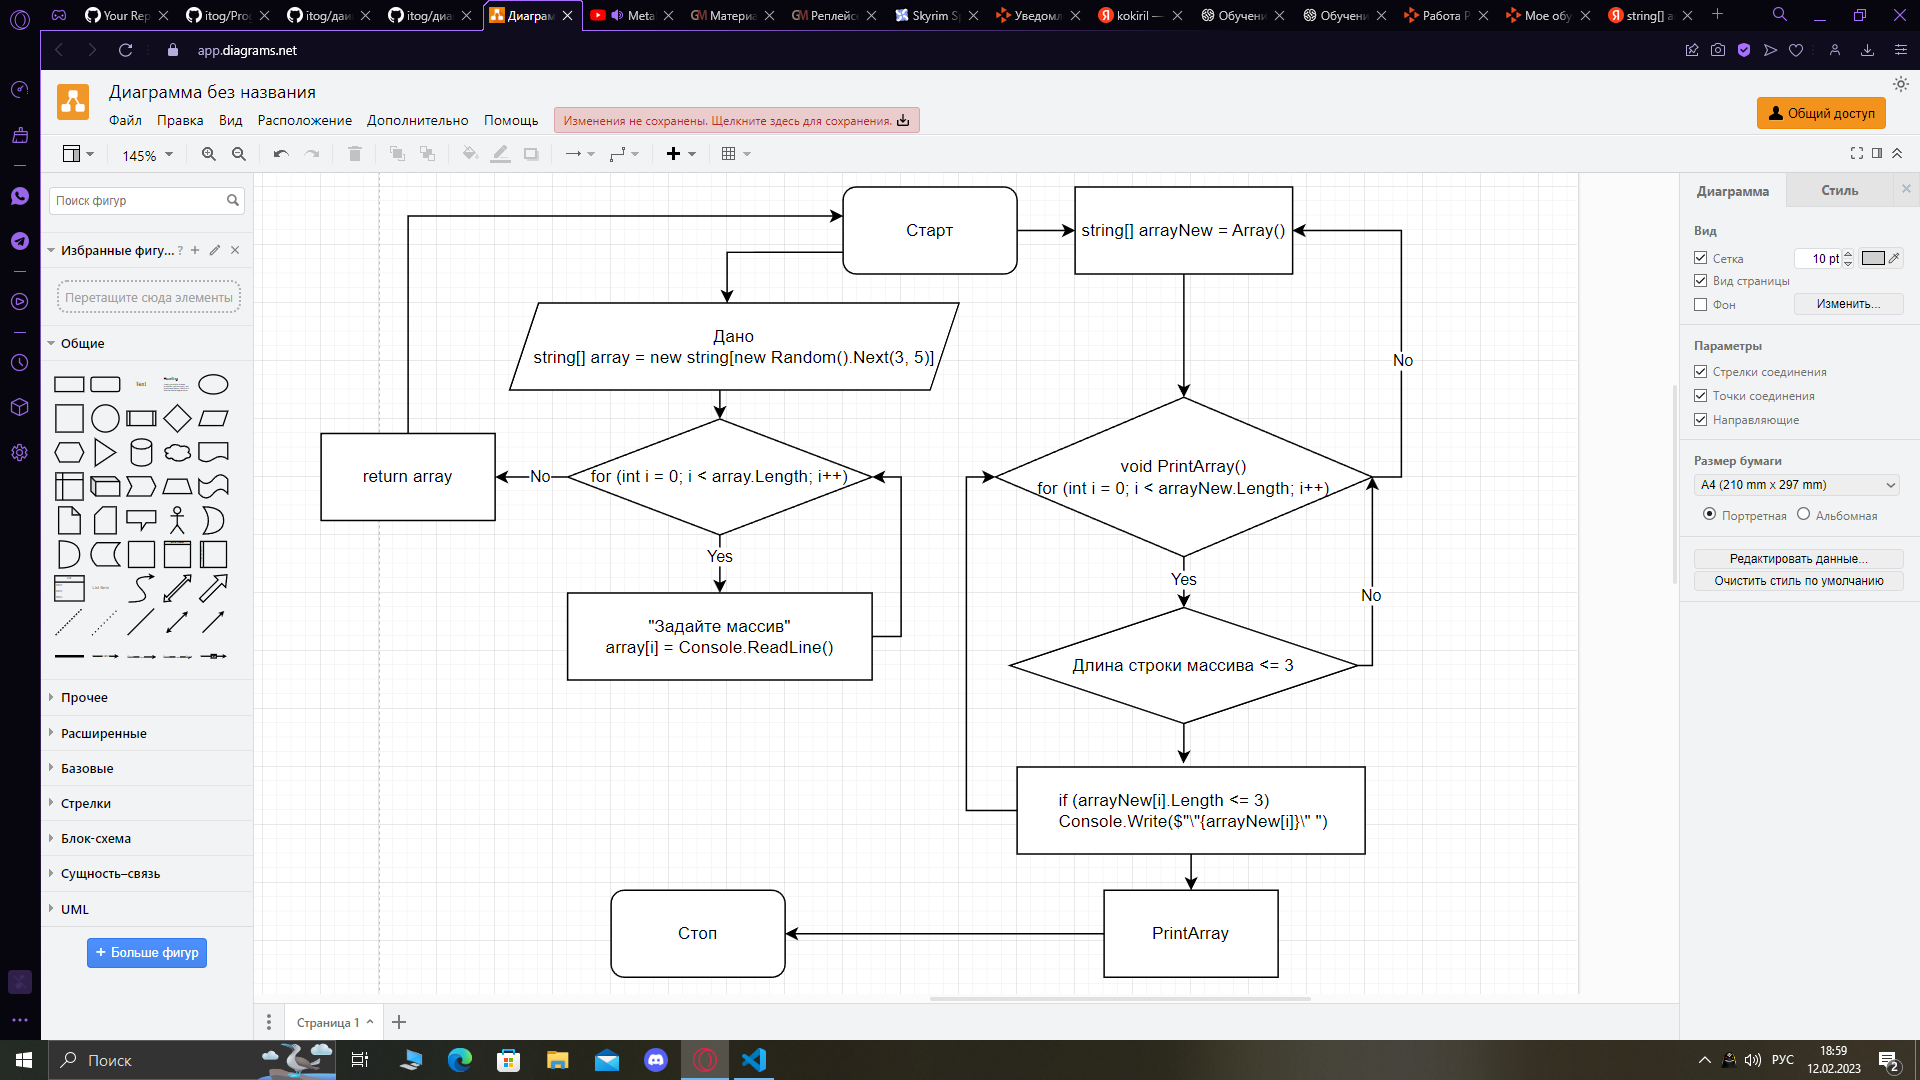 Your Rep
itog/Pro
itog/даи
itog/диа
Диаграм
Meta
Материа
Реплейс
Skyrim S
Уведомл
kokiril —
Обучени
Обучени
Работа Р
Мое обу
string[] a
app.diagrams.net
Диаграмма без названия
Файл Правка Вид Расположение Дополнительно Помощь
Изменения не сохранены. Щелкните здесь для сохранения.
Общий доступ
145%
Поиск фигур
Избранные фигу... ?
Перетащите сюда элементы
Общие
Text
Heading
List Item
Прочее
Расширенные
Базовые
Стрелки
Блок-схема
Сущность–связь
UML
+ Больше фигур
Старт
string[] arrayNew = Array()
Дано
string[] array = new string[new Random().Next(3, 5)]
No
return array
No
for (int i = 0; i < array.Length; i++)
void PrintArray()
for (int i = 0; i < arrayNew.Length; i++)
Yes
Yes
No
"Задайте массив"
array[i] = Console.ReadLine()
Длина строки массива <= 3
if (arrayNew[i].Length <= 3)
Console.Write($"\"{arrayNew[i]}\" ")
Стоп
PrintArray
Диаграмма
Стиль
Вид
Сетка
10 pt
Вид страницы
Фон
Изменить...
Параметры
Стрелки соединения
Точки соединения
Направляющие
Размер бумаги
A4 (210 mm x 297 mm)
Портретная
Альбомная
Редактировать данные...
Очистить стиль по умолчанию
Страница 1
Поиск
РУС
18:59
12.02.2023
2